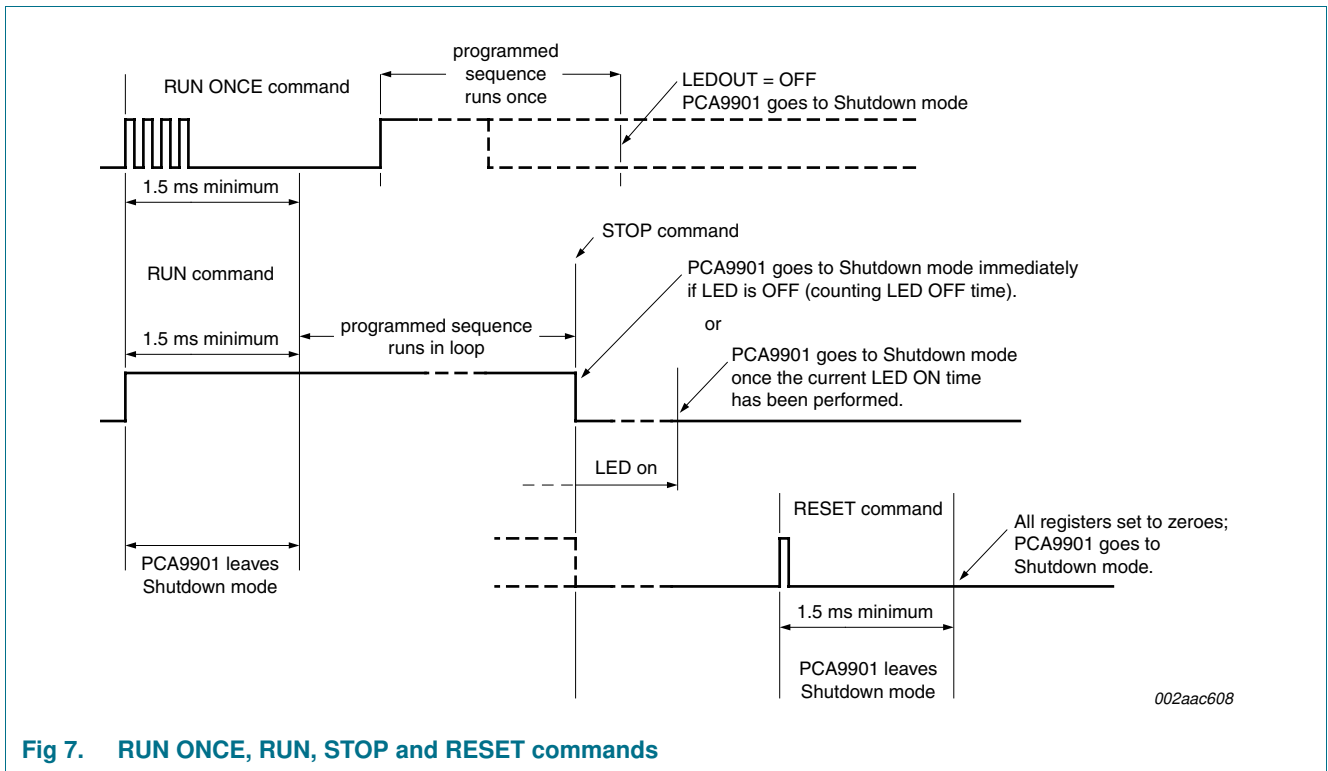 programmed
sequence
runs once
RUN ONCE command
LEDOUT = OFF
PCA9901 goes to Shutdown mode
1.5 ms minimum
STOP command
RUN command
PCA9901 goes to Shutdown mode immediately
if LED is OFF (counting LED OFF time).
or
1.5 ms minimum
programmed sequence
runs in loop
PCA9901 goes to Shutdown mode
once the current LED ON time
has been performed.
LED on
RESET command
All registers set to zeroes;
PCA9901 goes to
Shutdown mode.
PCA9901 leaves
Shutdown mode
1.5 ms minimum
PCA9901 leaves
Shutdown mode
002aac608
Fig 7. RUN ONCE, RUN, STOP and RESET commands